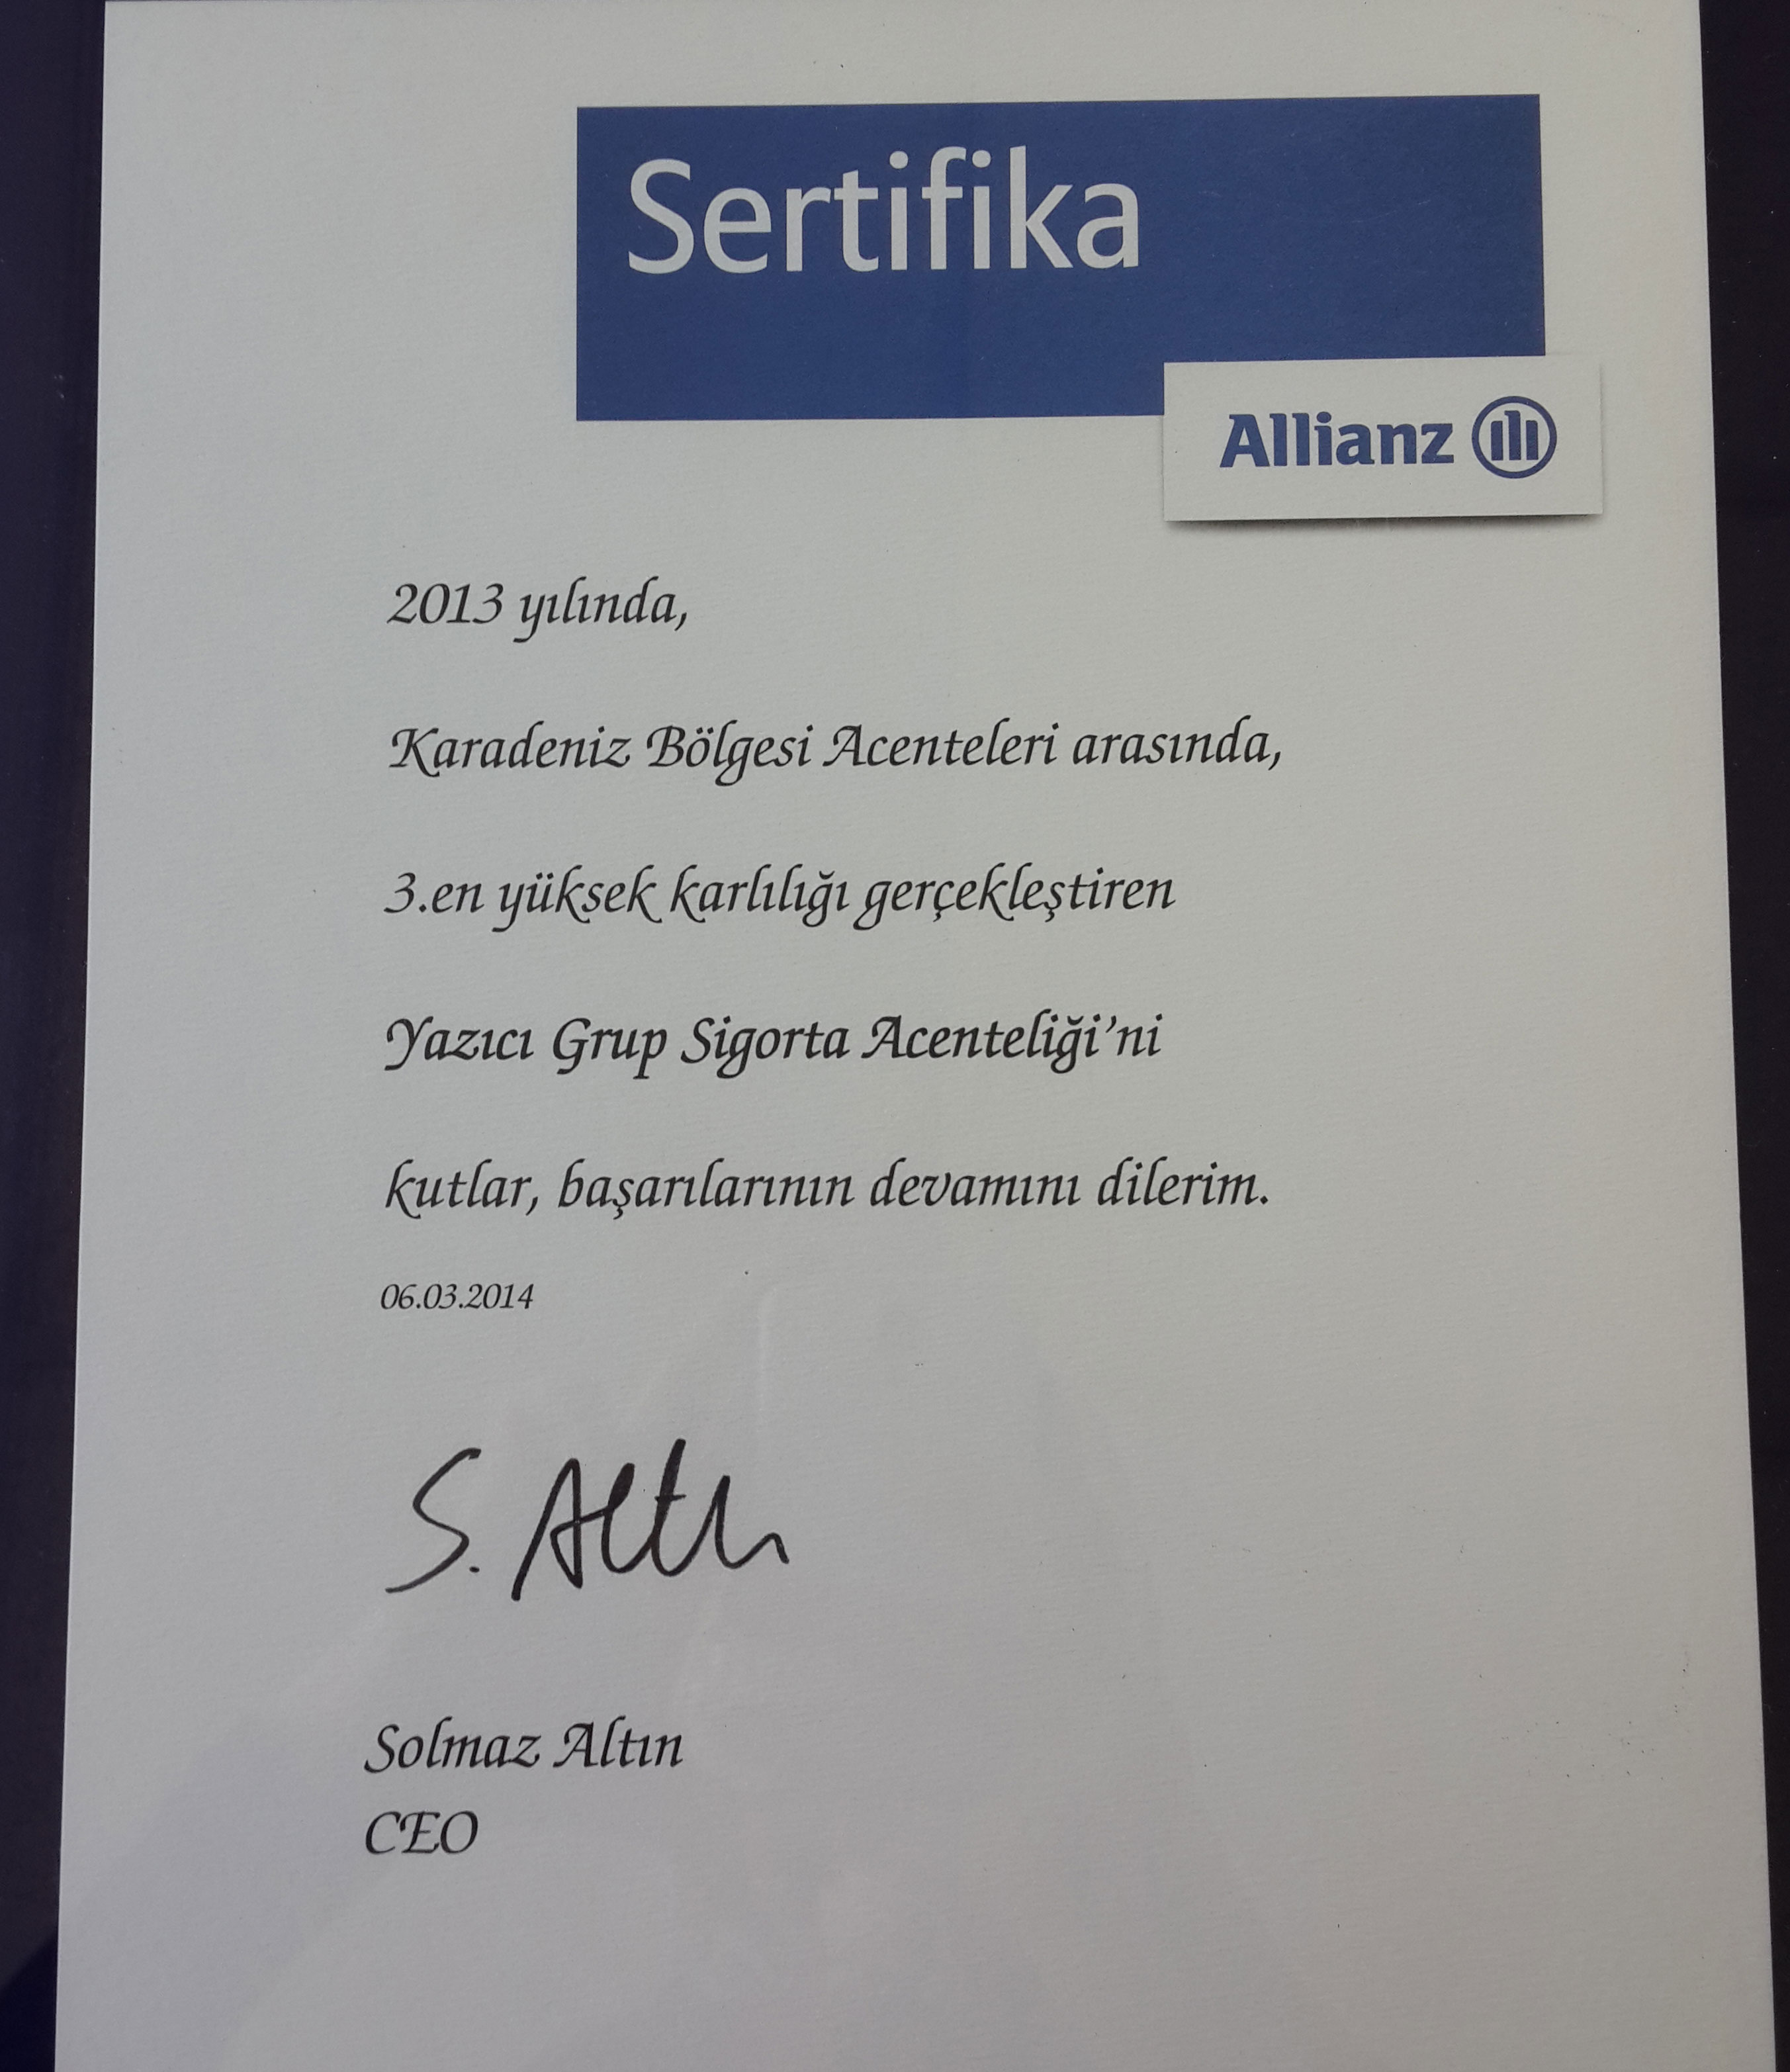 Sertifika
Allianz
2013 yılında,
Karadeniz Bölgesi Acenteleri arasında,
3.en yüksek karlılığı gerçekleştiren
Yazıcı Grup Sigorta Acenteliği'ni
kutlar, başarılarının devamını dilerim.
06.03.2014
S. Altın
Solmaz Altın
CEO